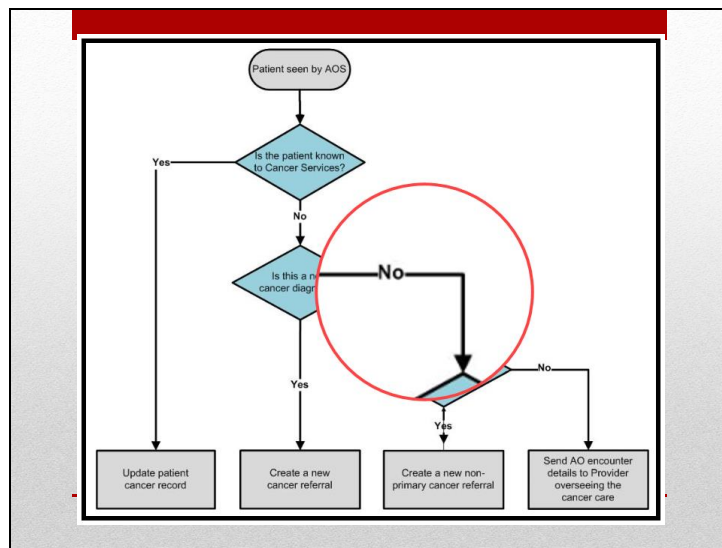 Patient seen by AOS
Is the patient known
to Cancer Services?
Yes
No
Is this a
cancer
No
Yes
Yes
No
Update patient
cancer record
Create a new
cancer referral
Create a new non-
primary cancer referral
Send AO encounter
details to Provider
overseeing the
cancer care